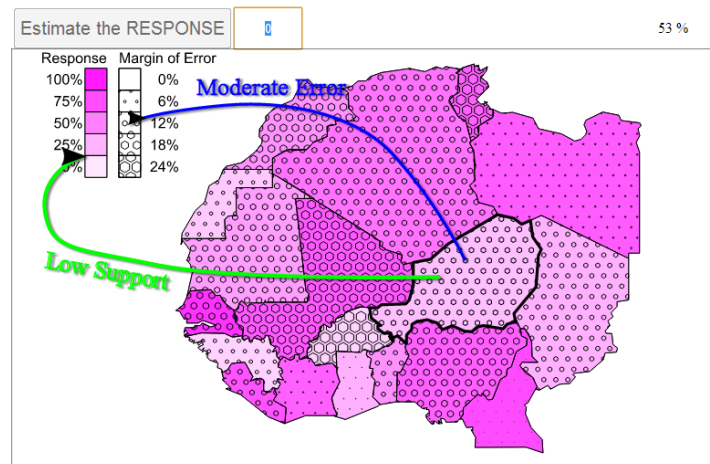 Estimate the RESPONSE 0 53 %
Response Margin of Error
100% 0%
75% 6%
50% 12%
25% 18%
0% 24%
Moderate Error
Low Support